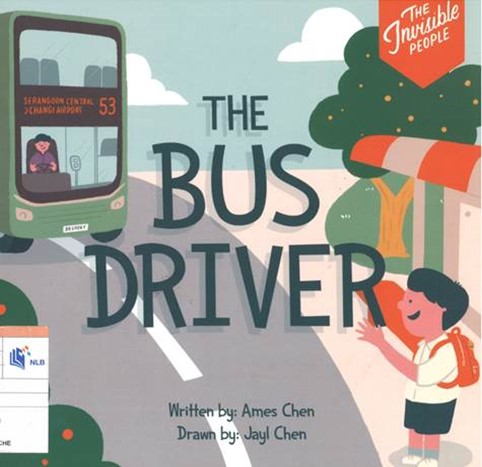 THE
Invisible
PEOPLE
SERANGOON CENTRAL
>CHANGI AIRPORT 53
THE
BUS
DRIVER
NLB
Written by: Ames Chen
Drawn by: Jayl Chen
CHE